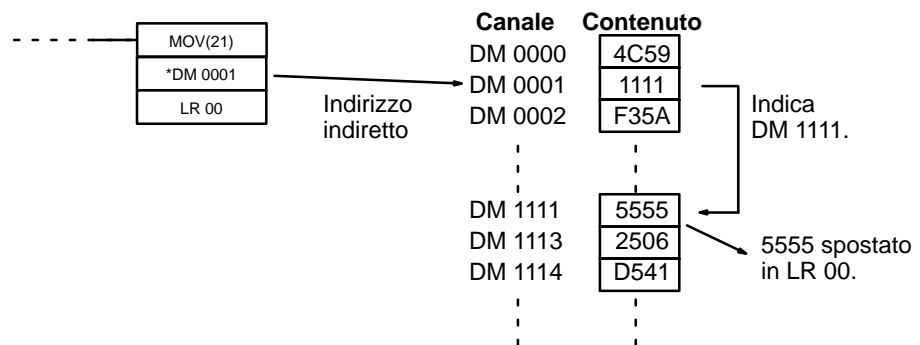 Canale Contenuto
MOV(21)
*DM 0001
LR 00
Indirizzo
indiretto
DM 0000 4C59
DM 0001 1111
DM 0002 F35A
Indica
DM 1111.
DM 1111 5555
DM 1113 2506
DM 1114 D541
5555 spostato
in LR 00.